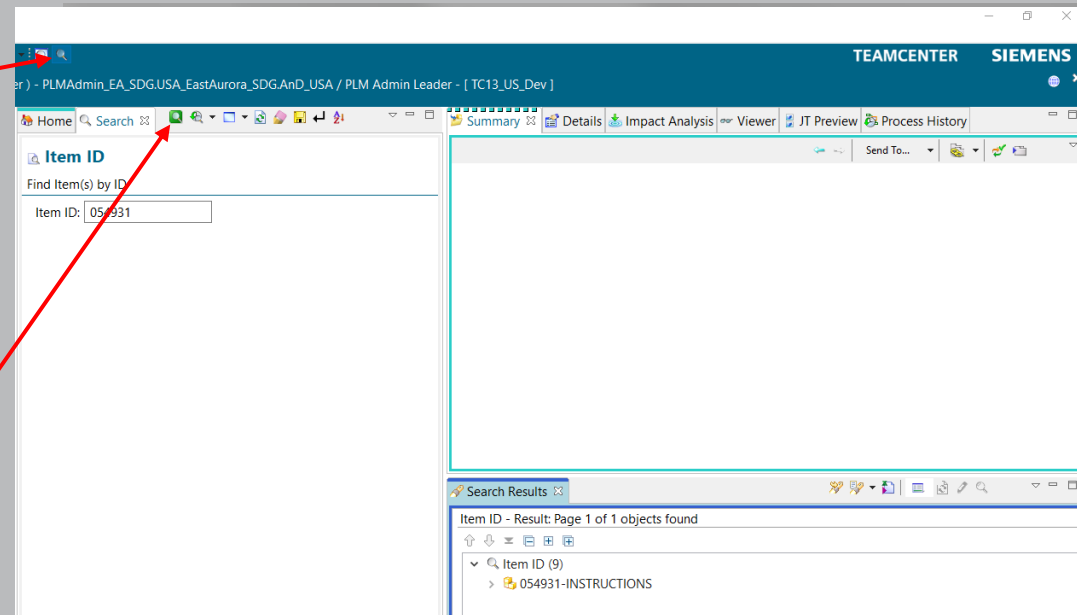 TEAMCENTER SIEMENS
er ) - PLMAdmin_EA_SDG.USA_EastAurora_SDG.AnD_USA / PLM Admin Leader - [ TC13_US_Dev ]
Home Search Summary Details Impact Analysis Viewer JT Preview Process History
Send To...
Item ID
Find Item(s) by ID
Item ID: 054931
Search Results
Item ID - Result: Page 1 of 1 objects found
Item ID (9)
054931-INSTRUCTIONS